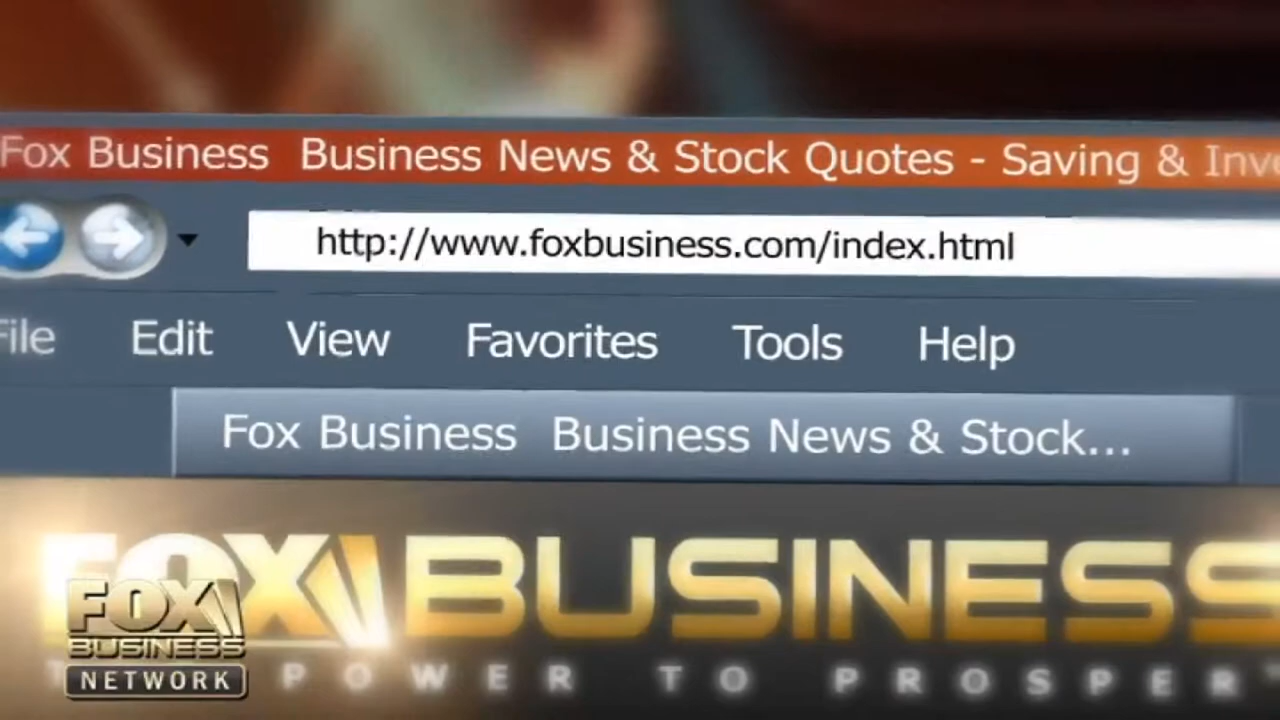 Fox Business Business News & Stock Quotes - Saving &
http://www.foxbusiness.com/index.html
File Edit View Favorites Tools Help
Fox Business Business News & Stock...
FOX BUSINESS
POWER TO PROSPER
FOX
BUSINESS
NETWORK